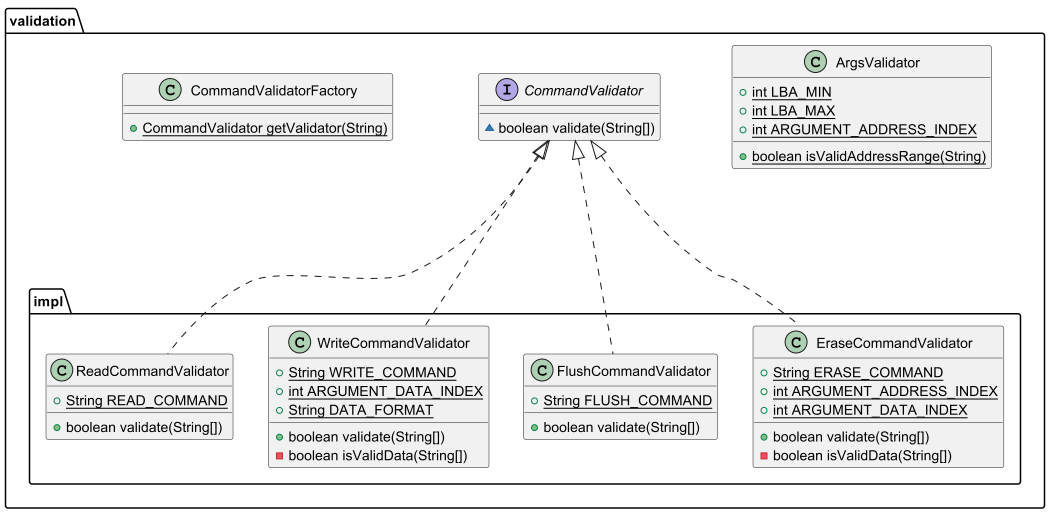 validation
C CommandValidatorFactory
CommandValidator getValidator(String)
I CommandValidator
boolean validate(String[])
C ArgsValidator
int LBA_MIN
int LBA_MAX
int ARGUMENT_ADDRESS_INDEX
boolean isValidAddressRange(String)
impl
C ReadCommandValidator
String READ_COMMAND
boolean validate(String[])
C WriteCommandValidator
String WRITE_COMMAND
int ARGUMENT_DATA_INDEX
String DATA_FORMAT
boolean validate(String[])
boolean isValidData(String[])
C FlushCommandValidator
String FLUSH_COMMAND
boolean validate(String[])
C EraseCommandValidator
String ERASE_COMMAND
int ARGUMENT_ADDRESS_INDEX
int ARGUMENT_DATA_INDEX
boolean validate(String[])
boolean isValidData(String[])